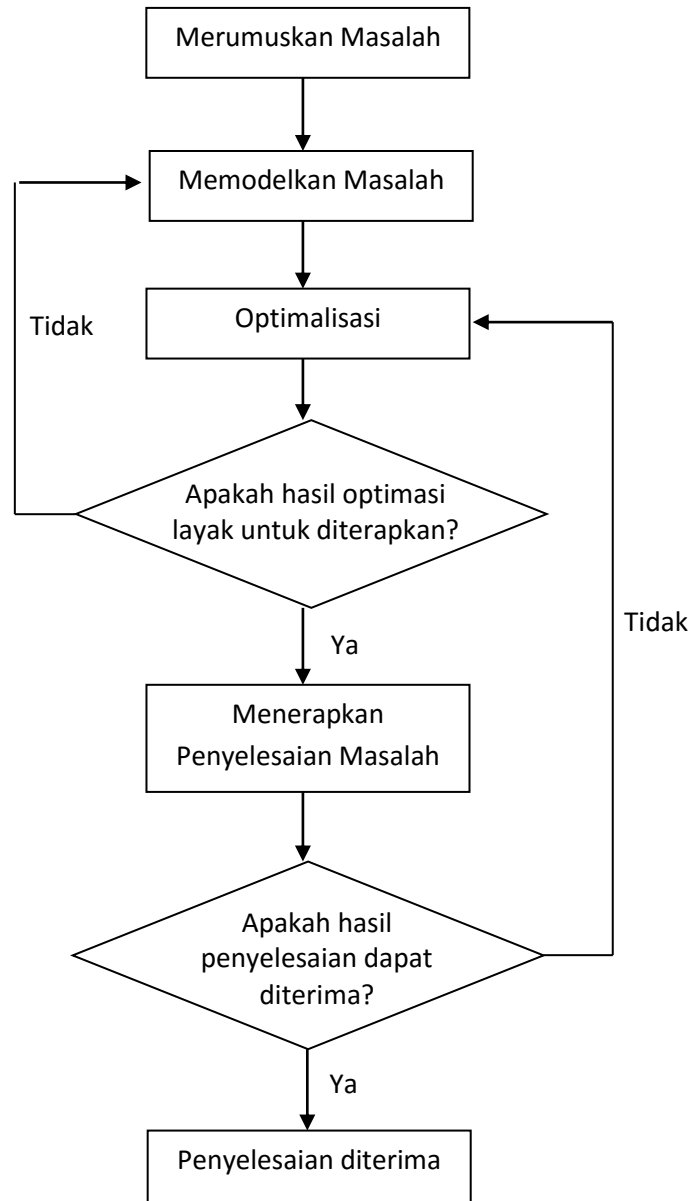 Merumuskan Masalah
Memodelkan Masalah
Optimalisasi
Tidak
Apakah hasil optimasi
layak untuk diterapkan?
Tidak
Ya
Menerapkan
Penyelesaian Masalah
Apakah hasil
penyelesaian dapat
diterima?
Ya
Penyelesaian diterima